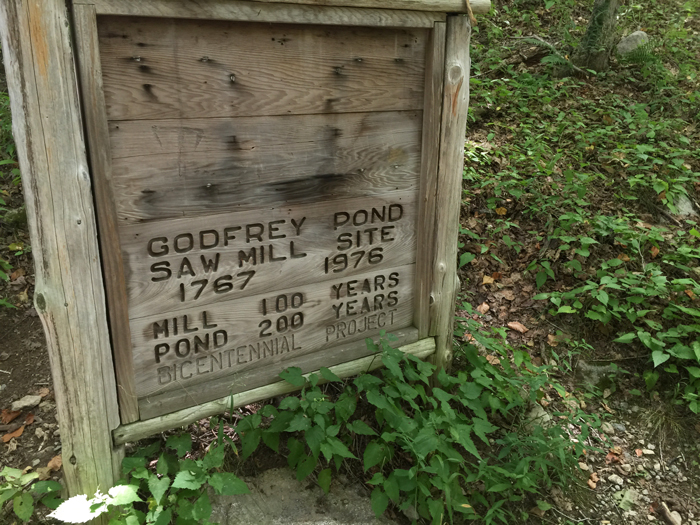 GODFREY POND
SAW MILL SITE
1767 1976
MILL 100 YEARS
POND 200 YEARS
BICENTENNIAL PROJECT